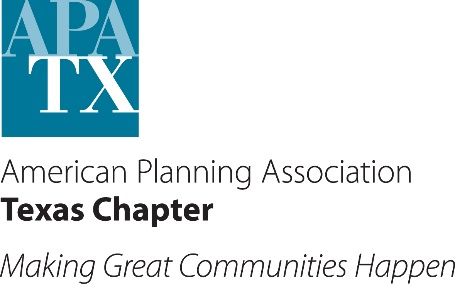 APA
TX
American Planning Association
Texas Chapter
Making Great Communities Happen